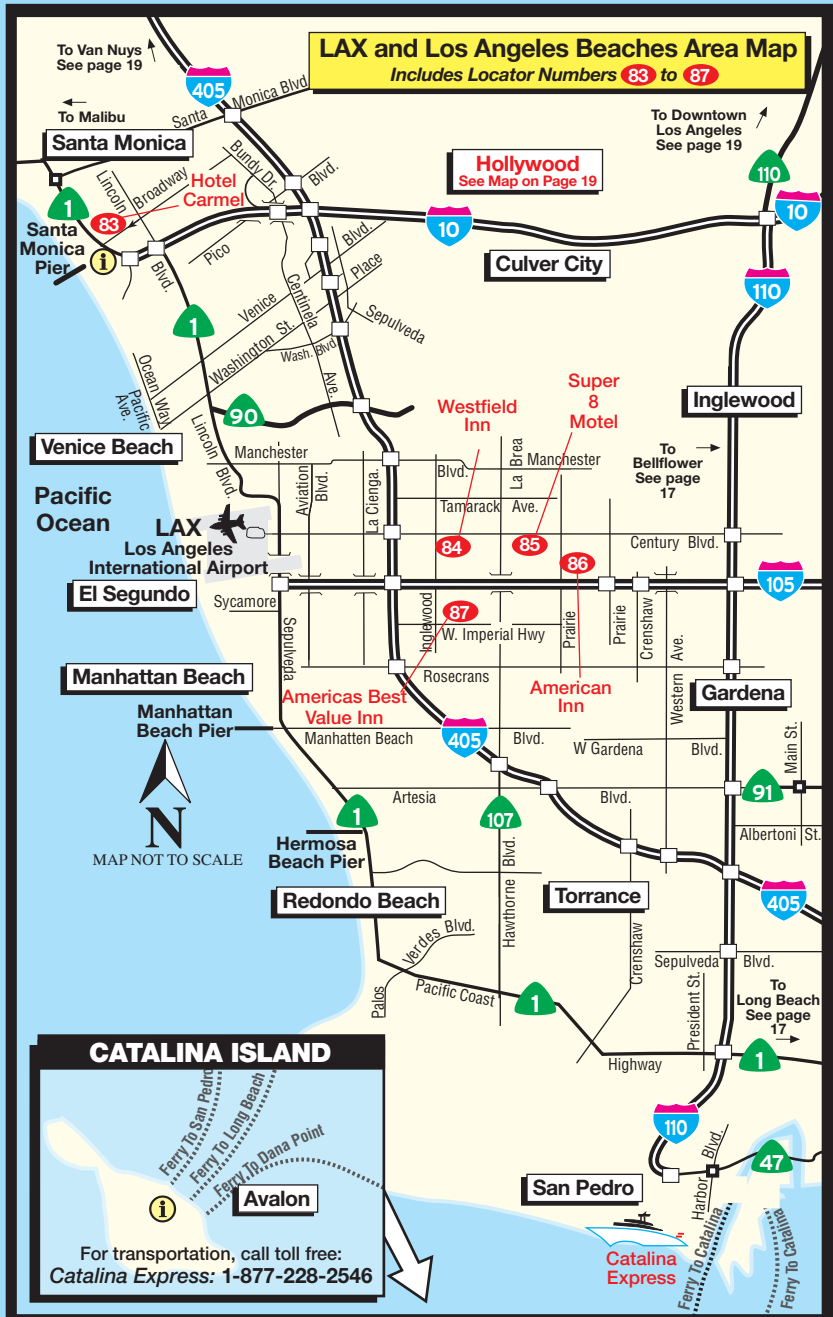 LAX and Los Angeles Beaches Area Map
Includes Locator Numbers 83 to 87
To Van Nuys
See page 19
405
To Malibu
Santa Monica Blvd.
Santa Monica
To Downtown
Los Angeles
See page 19
110
Hollywood
See Map on Page 19
Lincoln
Blvd.
Broadway
Bundy Dr.
Blvd.
Hotel
Carmel
1
83
Santa
Monica
Pier
i
Pico
Blvd.
10
10
Culver City
110
Venice
Place
Washington St.
Centinela
Ave.
Sepulveda
Wash. Blvd.
1
Ocean Way
Pacific
Ave.
90
Lincoln Blvd.
Venice Beach
Westfield
Inn
Super
8
Motel
Inglewood
To
Bellflower
See page
17
Manchester
Blvd.
La Brea
Manchester
Aviation
Blvd.
La Cienga.
Tamarack Ave.
Pacific
Ocean
LAX
Los Angeles
International Airport
84
85
86
Century Blvd.
105
El Segundo
Sycamore
Sepulveda
Inglewood
87
W. Imperial Hwy
Prairie
Prairie
Crenshaw
Western Ave.
Rosecrans
Manhattan Beach
Americas Best
Value Inn
American
Inn
Gardena
Manhattan
Beach Pier
Manhatten Beach Blvd.
405
W Gardena Blvd.
Main St.
N
MAP NOT TO SCALE
Artesia Blvd.
91
1
107
Albertoni St.
Hermosa
Beach Pier
Hawthorne Blvd.
Redondo Beach
Torrance
405
Crenshaw
Palos Verdes Blvd.
Sepulveda Blvd.
President St.
To
Long Beach
See page
17
Pacific Coast
1
Highway
1
110
Harbor Blvd.
47
San Pedro
Catalina
Express
Ferry To Catalina
Ferry To Catalina
CATALINA ISLAND
Ferry To San Pedro
Ferry To Long Beach
Ferry To Dana Point
i
Avalon
For transportation, call toll free:
Catalina Express: 1-877-228-2546